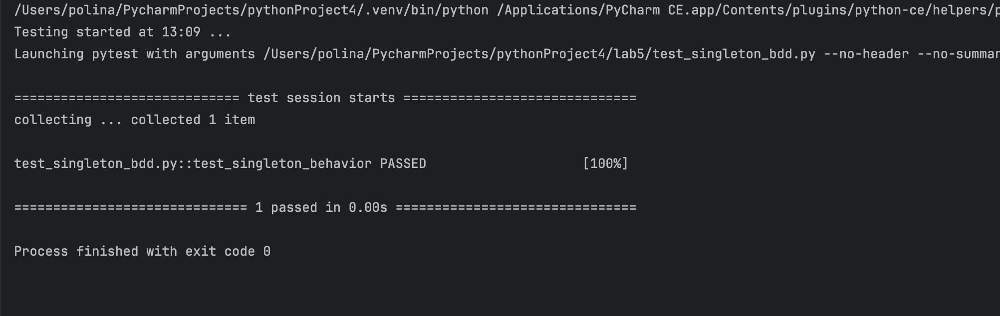 /Users/polina/PycharmProjects/pythonProject4/.venv/bin/python /Applications/PyCharm CE.app/Contents/plugins/python-ce/helpers/p
Testing started at 13:09 ...
Launching pytest with arguments /Users/polina/PycharmProjects/pythonProject4/lab5/test_singleton_bdd.py --no-header --no-summar
============================= test session starts ==============================
collecting ... collected 1 item
test_singleton_bdd.py::test_singleton_behavior PASSED                    [100%]
============================== 1 passed in 0.00s ===============================
Process finished with exit code 0